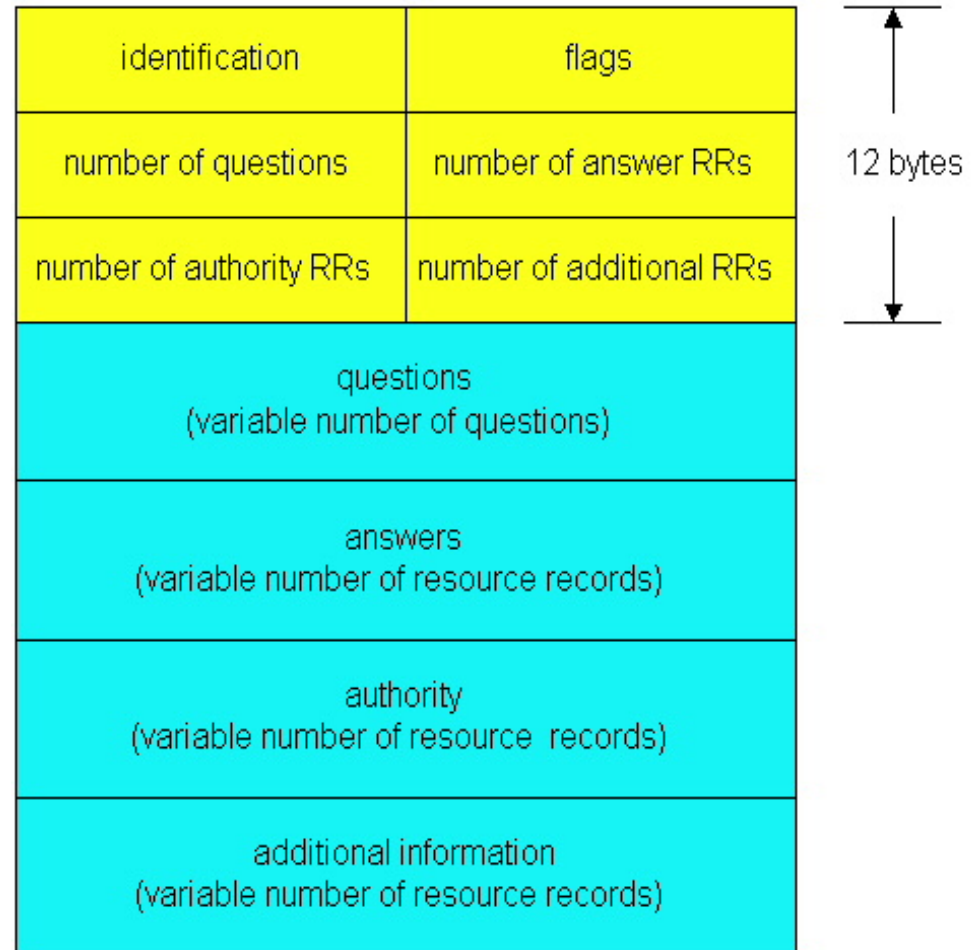 identification
flags
number of questions
number of answer RRs
12 bytes
number of authority RRs
number of additional RRs
questions
(variable number of questions)
answers
(variable number of resource records)
authority
(variable number of resource records)
additional information
(variable number of resource records)